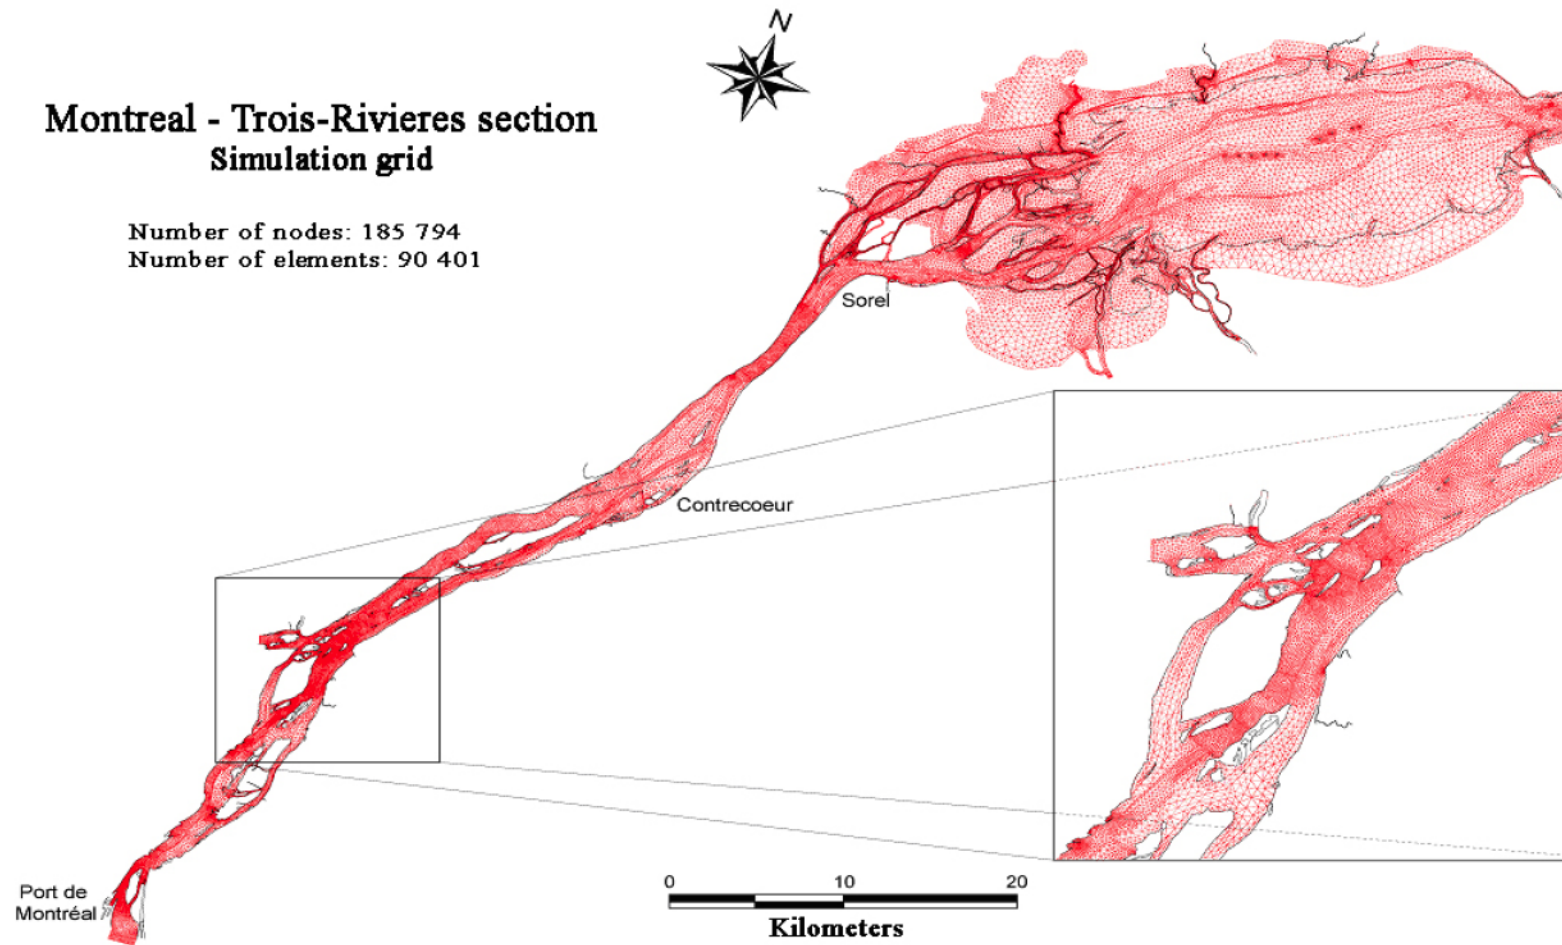 N
Montreal - Trois-Rivieres section
Simulation grid
Number of nodes: 185 794
Number of elements: 90 401
Sorel
Contrecoeur
Port de
Montréal
0 10 20
Kilometers